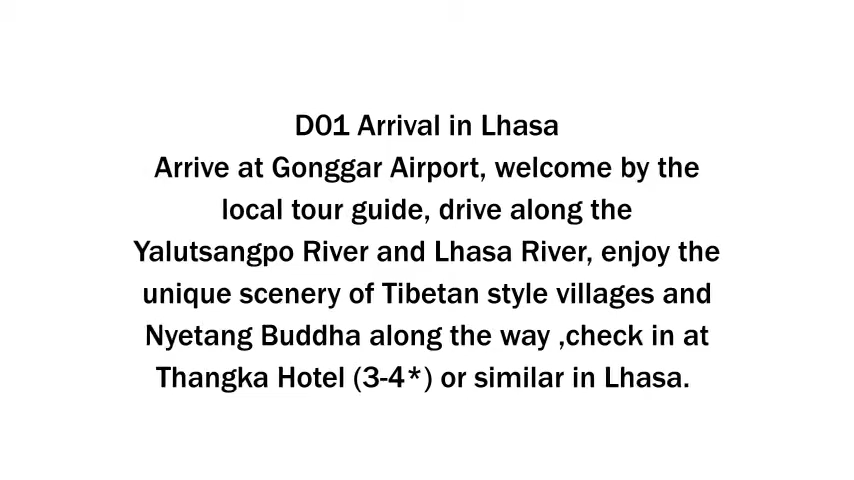 D01 Arrival in Lhasa
Arrive at Gonggar Airport, welcome by the
local tour guide, drive along the
Yalutsangpo River and Lhasa River, enjoy the
unique scenery of Tibetan style villages and
Nyetang Buddha along the way ,check in at
Thangka Hotel (3-4*) or similar in Lhasa.